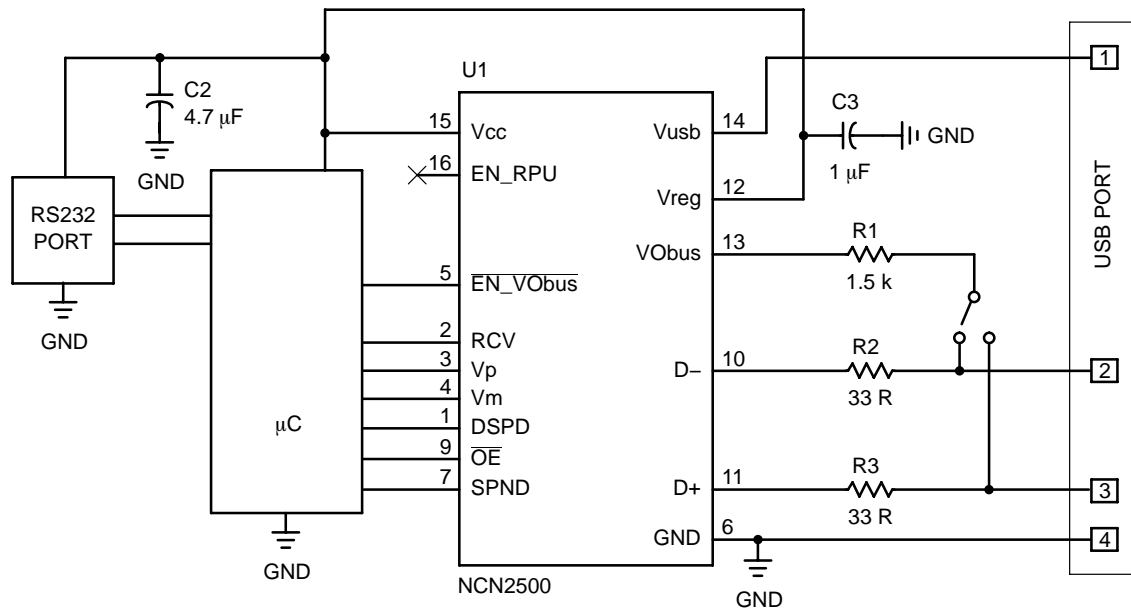 C2
4.7 μF
GND
RS232
PORT
GND
μC
GND
U1
15 Vcc
16 EN_RPU
5 EN_VObus
2 RCV
3 Vp
4 Vm
1 DSPD
9 OE
7 SPND
Vusb 14
Vreg 12
VObus 13
D– 10
D+ 11
GND 6
NCN2500
C3
1 μF
GND
R1
1.5 k
R2
33 R
R3
33 R
GND
USB PORT
1
2
3
4